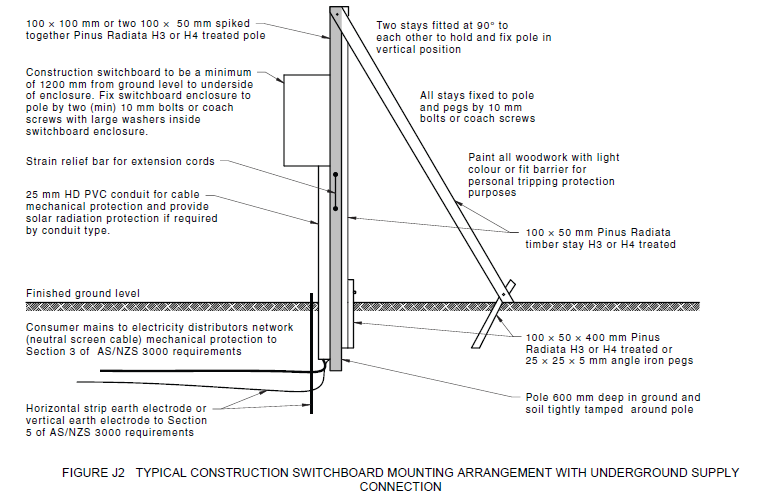 100 × 100 mm or two 100 × 50 mm spiked
together Pinus Radiata H3 or H4 treated pole
Construction switchboard to be a minimum
of 1200 mm from ground level to underside
of enclosure. Fix switchboard enclosure to
pole by two (min) 10 mm bolts or coach
screws with large washers inside
switchboard enclosure.
Strain relief bar for extension cords
25 mm HD PVC conduit for cable
mechanical protection and provide
solar radiation protection if required
by conduit type.
Finished ground level
Consumer mains to electricity distributors network
(neutral screen cable) mechanical protection to
Section 3 of AS/NZS 3000 requirements
Horizontal strip earth electrode or
vertical earth electrode to Section
5 of AS/NZS 3000 requirements
Two stays fitted at 90° to
each other to hold and fix pole in
vertical position
All stays fixed to pole
and pegs by 10 mm
bolts or coach screws
Paint all woodwork with light
colour or fit barrier for
personal tripping protection
purposes
100 × 50 mm Pinus Radiata
timber stay H3 or H4 treated
100 × 50 × 400 mm Pinus
Radiata H3 or H4 treated or
25 × 25 × 5 mm angle iron pegs
Pole 600 mm deep in ground and
soil tightly tamped around pole
FIGURE J2 TYPICAL CONSTRUCTION SWITCHBOARD MOUNTING ARRANGEMENT WITH UNDERGROUND SUPPLY
CONNECTION